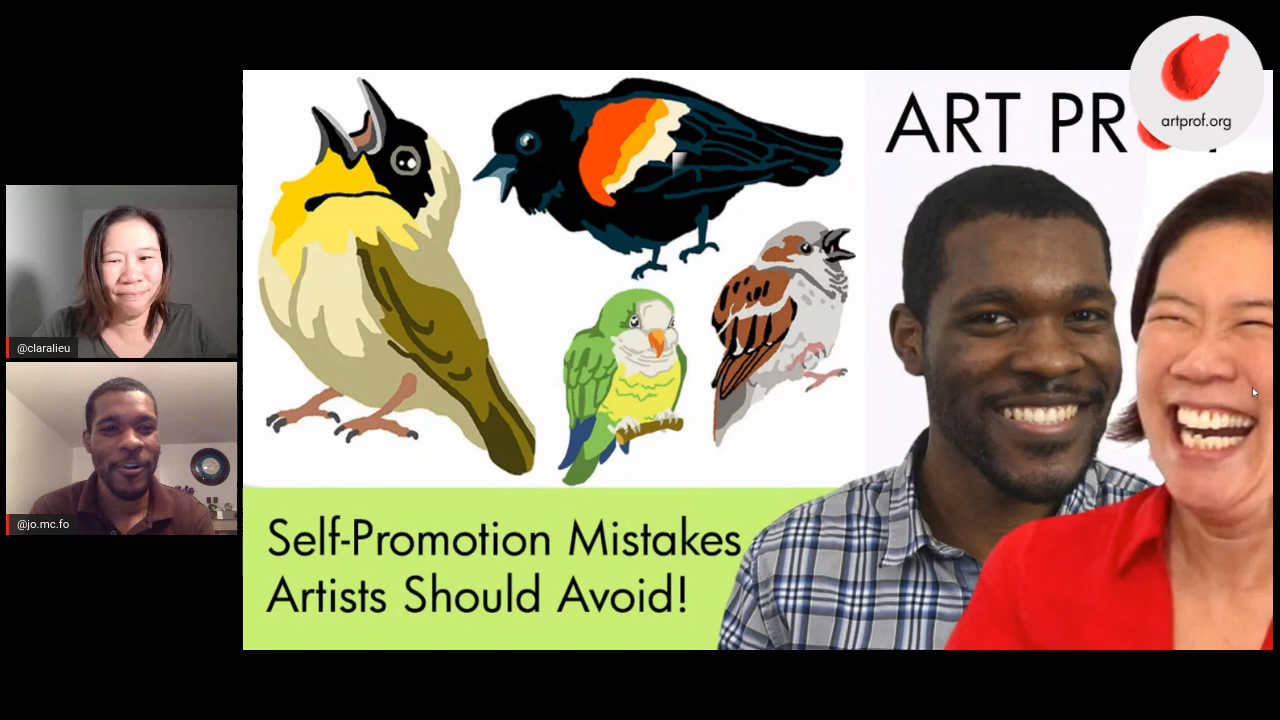 ART PR
artprof.org
@claralieu
@jo.mc.fo
Self-Promotion Mistakes
Artists Should Avoid!